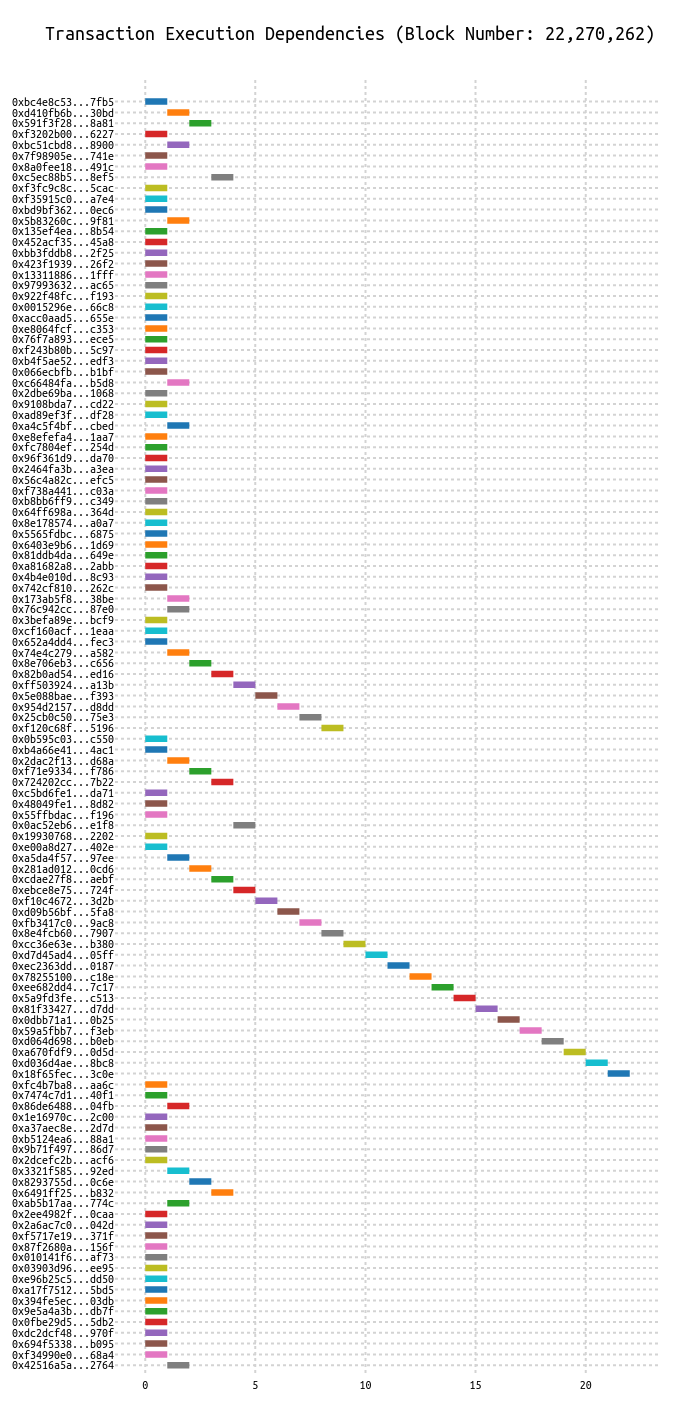 Transaction Execution Dependencies (Block Number: 22,270,262)
0xbc4e8c53...7fb5
0xd410fb6b...30bd
0x591f3f28...8a81
0xf3202b00...6227
0xbc51cbd8...8900
0x7f98905e...741e
0x8a0fee18...491c
0xc5ec88b5...8ef5
0xf3fc9c8c...5cac
0xf35915c0...a7e4
0xbd9bf362...0ec6
0x5b83260c...9f81
0x135ef4ea...8b54
0x452acf35...45a8
0xbb3fddb8...2f25
0x423f1939...26f2
0x13311886...1fff
0x97993632...ac65
0x922f48fc...f193
0x0015296e...66c8
0xacc0aad5...655e
0xe8064fcf...c353
0x76f7a893...ece5
0xf243b80b...5c97
0xb4f5ae52...edf3
0x066ecbfb...b1bf
0xc66484fa...b5d8
0x2dbe69ba...1068
0x9108bda7...cd22
0xad89ef3f...df28
0xa4c5f4bf...cbed
0xe8efefa4...1aa7
0xfc7804ef...254d
0x96f361d9...da70
0x2464fa3b...a3ea
0x56c4a82c...efc5
0xf738a441...c03a
0xb8bb6ff9...c349
0x64ff698a...364d
0x8e178574...a0a7
0x5565fdbc...6875
0x6403e9b6...1d69
0x81ddb4da...649e
0xa81682a8...2abb
0x4b4e010d...8c93
0x742cf810...262c
0x173ab5f8...38be
0x76c942cc...87e0
0x3befa89e...bcf9
0xcf160acf...1eaa
0x652a4dd4...fec3
0x74e4c279...a582
0x8e706eb3...c656
0x82b0ad54...ed16
0xff503924...a13b
0x5e088bae...f393
0x954d2157...d8dd
0x25cb0c50...75e3
0xf120c68f...5196
0x0b595c03...c550
0xb4a66e41...4ac1
0x2dac2f13...d68a
0xf71e9334...f786
0x724202cc...7b22
0xc5bd6fe1...da71
0x48049fe1...8d82
0x55ffbdac...f196
0x0ac52eb6...e1f8
0x19930768...2202
0xe00a8d27...402e
0xa5da4f57...97ee
0x281ad012...0cd6
0xcdae27f8...aebf
0xebce8e75...724f
0xf10c4672...3d2b
0xd09b56bf...5fa8
0xfb3417c0...9ac8
0x8e4fcb60...7907
0xcc36e63e...b380
0xd7d45ad4...05ff
0xec2363dd...0187
0x78255100...c18e
0xee682dd4...7c17
0x5a9fd3fe...c513
0x81f33427...d7dd
0x0dbb71a1...0b25
0x59a5fbb7...f3eb
0xd064d698...b0eb
0xa670fdf9...0d5d
0xd036d4ae...8bc8
0x18f65fec...3c0e
0xfc4b7ba8...aa6c
0x7474c7d1...40f1
0x86de6488...04fb
0x1e16970c...2c00
0xa37aec8e...2d7d
0xb5124ea6...88a1
0x9b71f497...86d7
0x2dcefc2b...acf6
0x3321f585...92ed
0x8293755d...0c6e
0x6491ff25...b832
0xab5b17aa...774c
0x2ee4982f...0caa
0x2a6ac7c0...042d
0xf5717e19...371f
0x87f2680a...156f
0x010141f6...af73
0x03903d96...ee95
0xe96b25c5...dd50
0xa17f7512...5bd5
0x394fe5ec...03db
0x9e5a4a3b...db7f
0x0fbe29d5...5db2
0xdc2dcf48...970f
0x694f5338...b095
0xf34990e0...68a4
0x42516a5a...2764
0 5 10 15 20